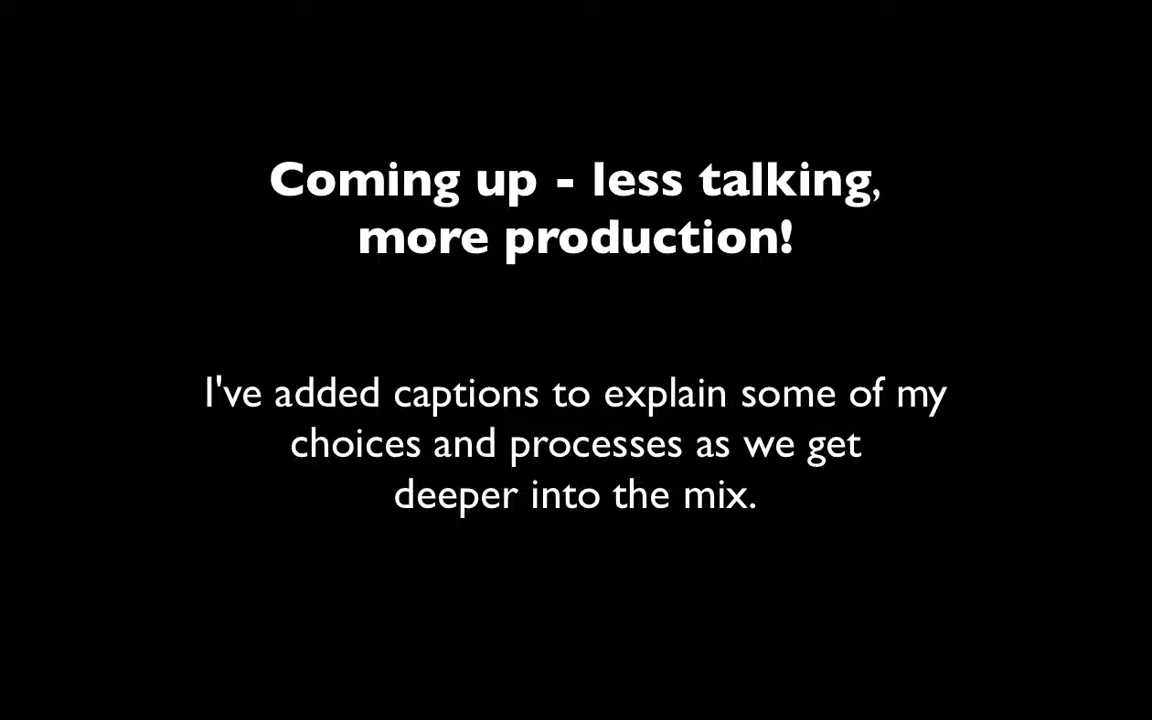 Coming up - less talking,
more production!
I've added captions to explain some of my
choices and processes as we get
deeper into the mix.